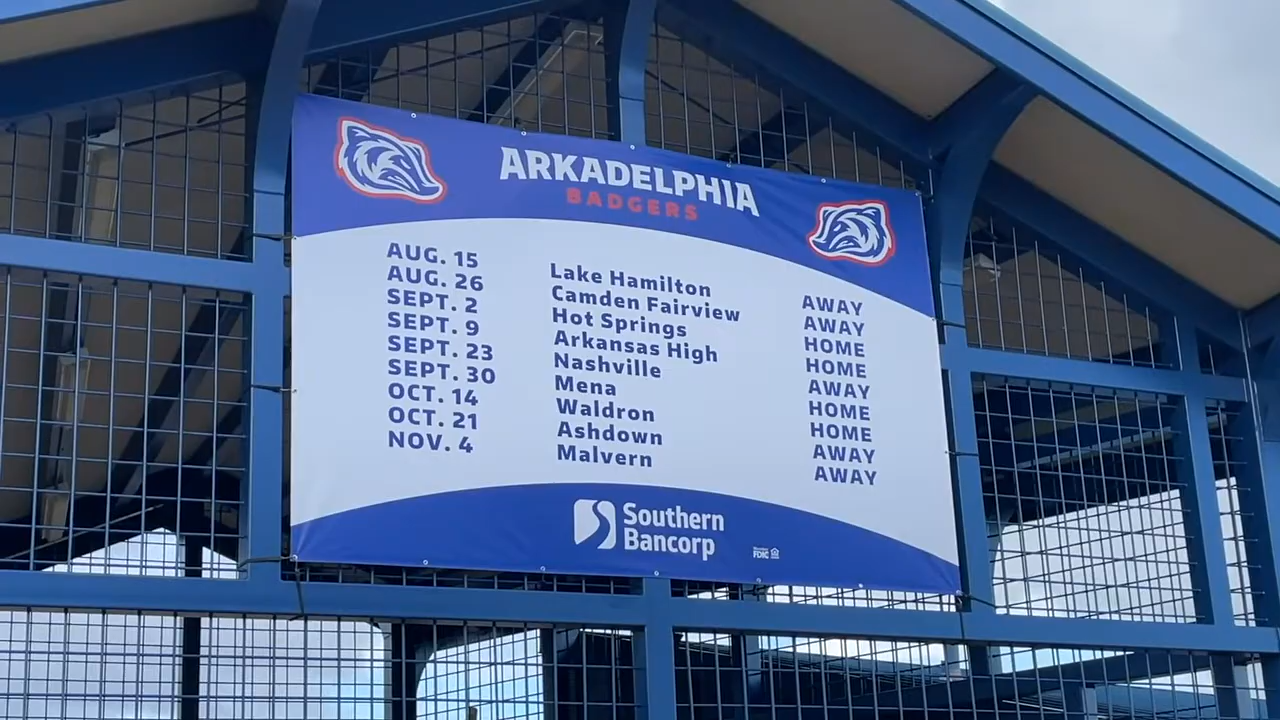 ARKADELPHIA
BADGERS
AUG. 15 Lake Hamilton AWAY
AUG. 26 Camden Fairview AWAY
SEPT. 2 Hot Springs HOME
SEPT. 9 Arkansas High HOME
SEPT. 23 Nashville AWAY
SEPT. 30 Mena HOME
OCT. 14 Waldron HOME
OCT. 21 Ashdown AWAY
NOV. 4 Malvern AWAY
Southern
Bancorp
FDIC